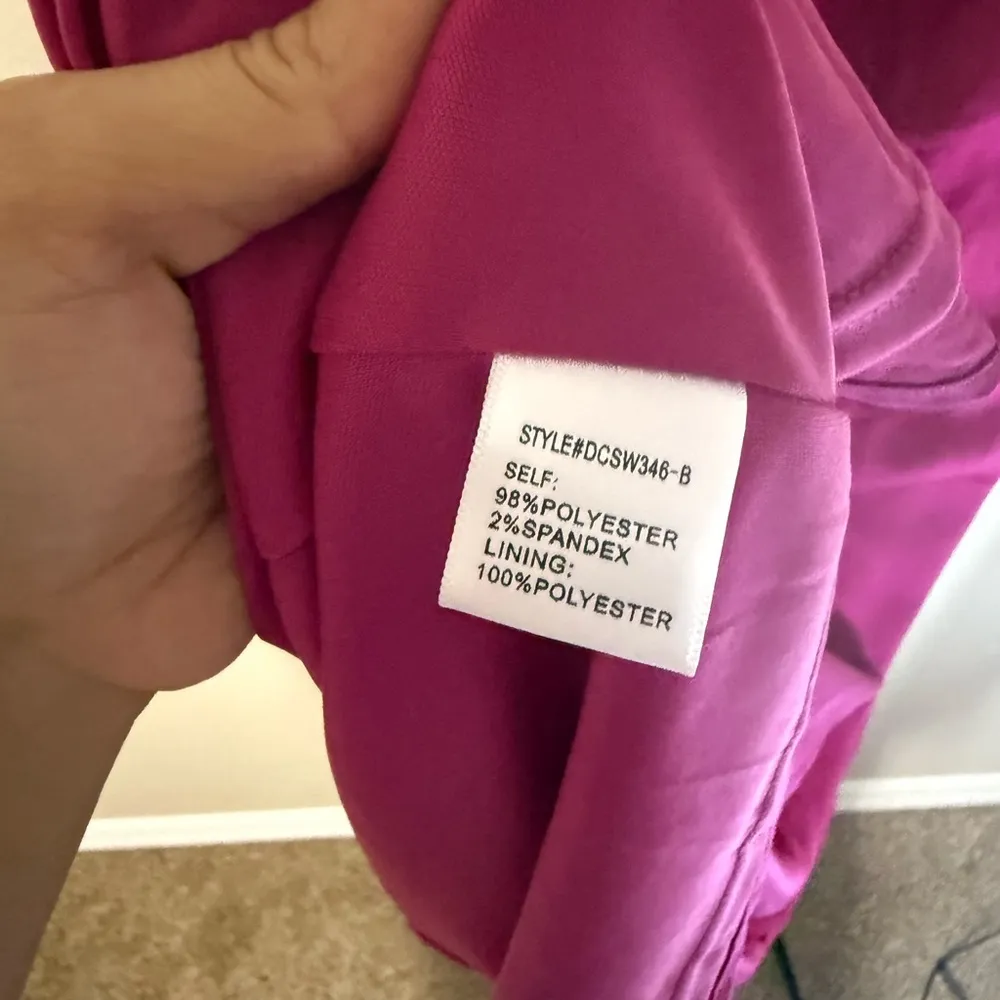 STYLE#DCSW346-B
SELF:
98%POLYESTER
2%SPANDEX
LINING:
100%POLYESTER